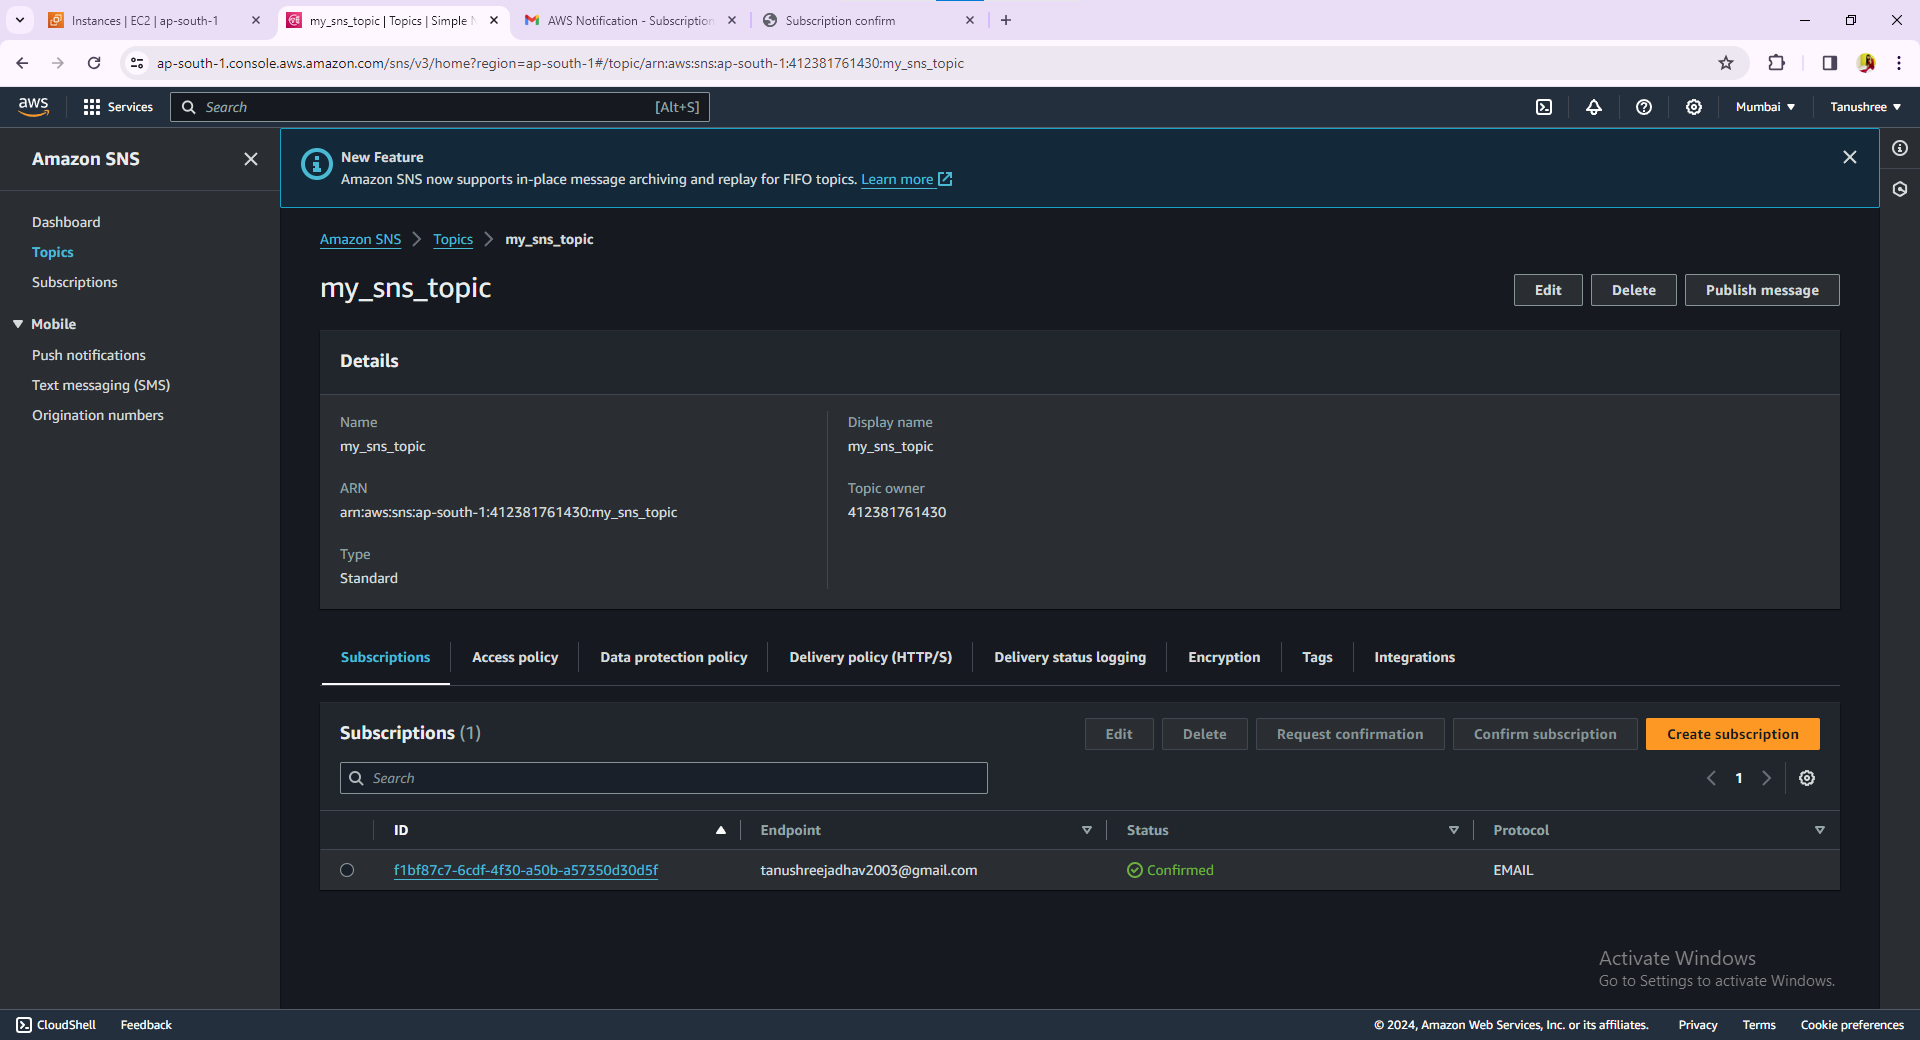 Instances | EC2 | ap-south-1
my_sns_topic | Topics | Simple N
AWS Notification - Subscription
Subscription confirm
ap-south-1.console.aws.amazon.com/sns/v3/home?region=ap-south-1#/topic/arn:aws:sns:ap-south-1:412381761430:my_sns_topic
aws
Services
Search
[Alt+S]
Mumbai
Tanushree
Amazon SNS
Dashboard
Topics
Subscriptions
Mobile
Push notifications
Text messaging (SMS)
Origination numbers
New Feature
Amazon SNS now supports in-place message archiving and replay for FIFO topics. Learn more
Amazon SNS
Topics
my_sns_topic
my_sns_topic
Edit
Delete
Publish message
Details
Name
my_sns_topic
ARN
arn:aws:sns:ap-south-1:412381761430:my_sns_topic
Type
Standard
Display name
my_sns_topic
Topic owner
412381761430
Subscriptions
Access policy
Data protection policy
Delivery policy (HTTP/S)
Delivery status logging
Encryption
Tags
Integrations
Subscriptions (1)
Edit
Delete
Request confirmation
Confirm subscription
Create subscription
Search
1
ID
Endpoint
Status
Protocol
f1bf87c7-6cdf-4f30-a50b-a57350d30d5f
tanushreejadhav2003@gmail.com
Confirmed
EMAIL
Activate Windows
Go to Settings to activate Windows.
CloudShell
Feedback
© 2024, Amazon Web Services, Inc. or its affiliates.
Privacy
Terms
Cookie preferences